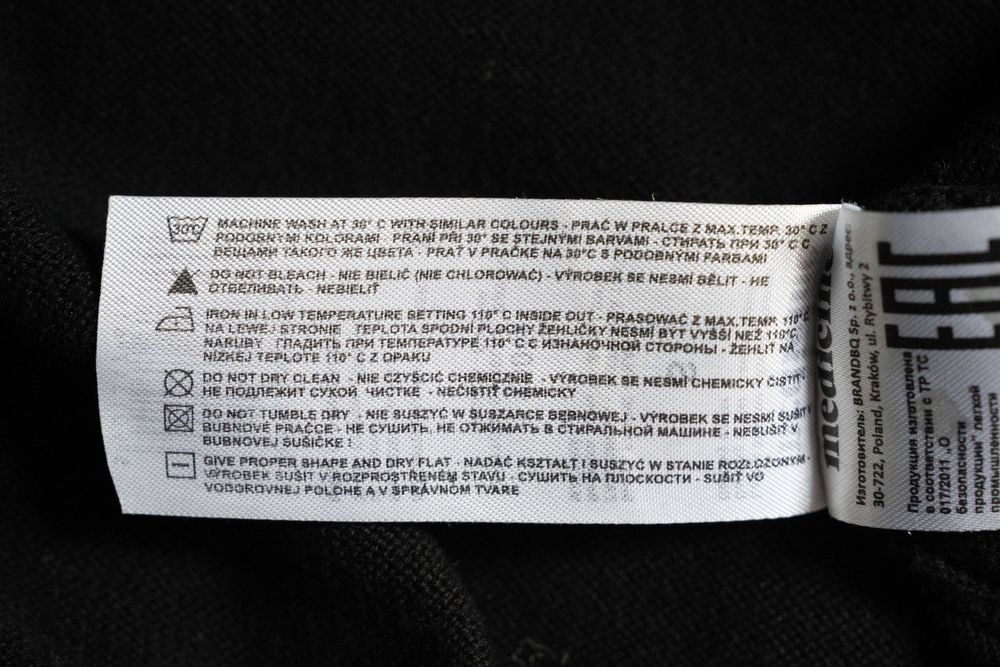 30°C
MACHINE WASH AT 30° C WITH SIMILAR COLOURS - PRAĆ W PRALCE Z MAX.TEMP. 30° C Z
PODOBNYMI KOLORAMI PRANÍ PŘI 30° SE STEJNÝMI BARVAMI - СТИРАТЬ ПРИ 30° C С
ВЕЩАМИ ТАКОГО ЖЕ ЦВЕТА - PRAŤ V PRAČKE NA 30°C S PODOBNÝMI FARBAMI
DO NOT BLEACH - NIE BIELIĆ (NIE CHLOROWAĆ) - VÝROBEK SE NESMÍ BĚLIT - НЕ
ОТБЕЛИВАТЬ - NEBIELIŤ
IRON IN LOW TEMPERATURE SETTING 110° C INSIDE OUT - PRASOWAĆ Z MAX.TEMP. 110°C
NA LEWEJ STRONIE TEPLOTA SPODNÍ PLOCHY ŽEHLIČKY NESMÍ BÝT VYŠŠÍ NEŽ 110°C
NARUBY ГЛАДИТЬ ПРИ ТЕМПЕРАТУРЕ 110° C С ИЗНАНОЧНОЙ СТОРОНЫ - ŽEHLIŤ NA
NÍZKEJ TEPLOTE 110° C Z OPAKU
DO NOT DRY CLEAN - NIE CZYŚCIĆ CHEMICZNIE - VÝROBEK SE NESMÍ CHEMICKY ČISTIT -
НЕ ПОДЛЕЖИТ СУХОЙ ЧИСТКЕ - NEČISTIŤ CHEMICKY
DO NOT TUMBLE DRY - NIE SUSZYĆ W SUSZARCE BĘBNOWEJ - VÝROBEK SE NESMÍ SUŠIT V
BUBNOVÉ PRAČCE - НЕ СУШИТЬ, НЕ ОТЖИМАТЬ В СТИРАЛЬНОЙ МАШИНЕ - NESUŠIŤ V
BUBNOVEJ SUŠIČKE !
GIVE PROPER SHAPE AND DRY FLAT - NADAĆ KSZTAŁT I SUSZYĆ W STANIE ROZŁOŻONYM -
VÝROBEK SUŠIT V ROZPROSTŘENÉM STAVU - СУШИТЬ НА ПЛОСКОСТИ - SUŠIŤ VO
VODOROVNEJ POLOHE A V SPRÁVNOM TVARE
medicine
Изготовитель: BRANDBQ Sp. z o.o., адрес:
30-722, Poland, Kraków, ul. Rybitwy 2
EAC
Продукция изготовлена
в соответствии с ТР ТС
017/2011 „О
безопасности
продукции" легкой
промышленности